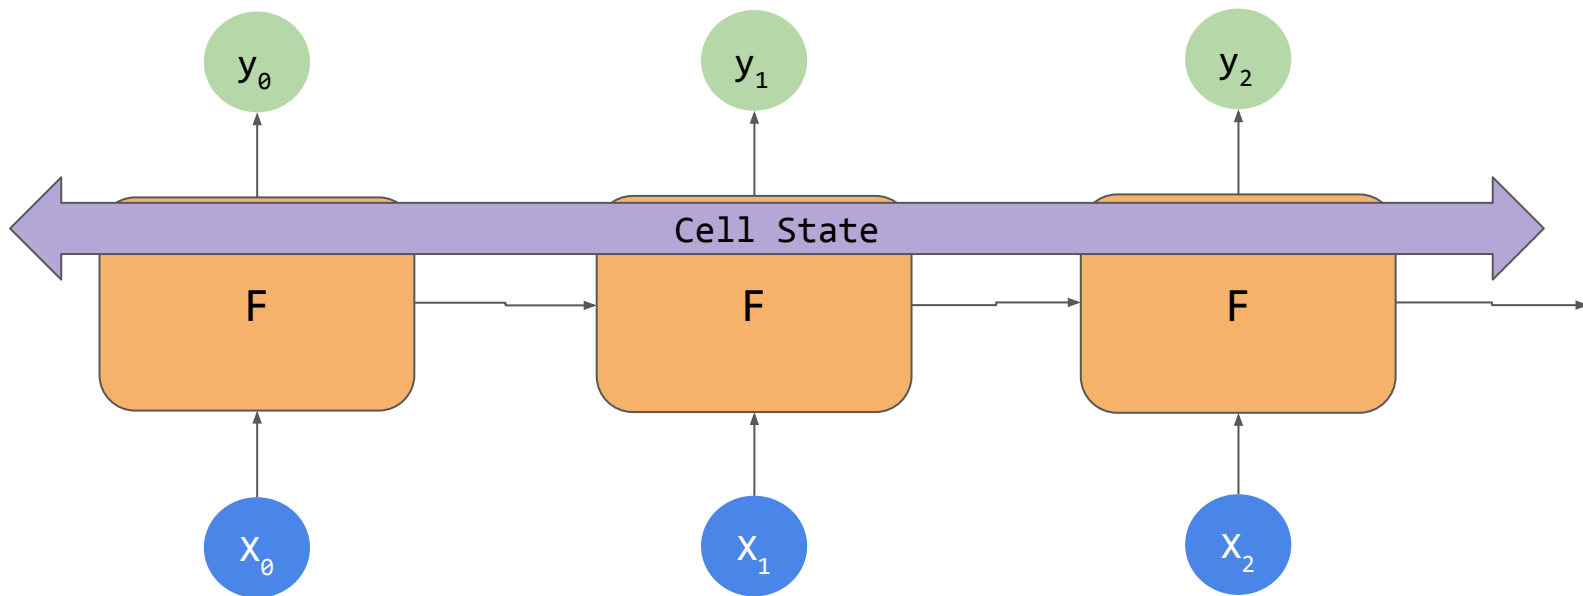 y₀ y₁ y₂
Cell State
F F F
X₀ X₁ X₂